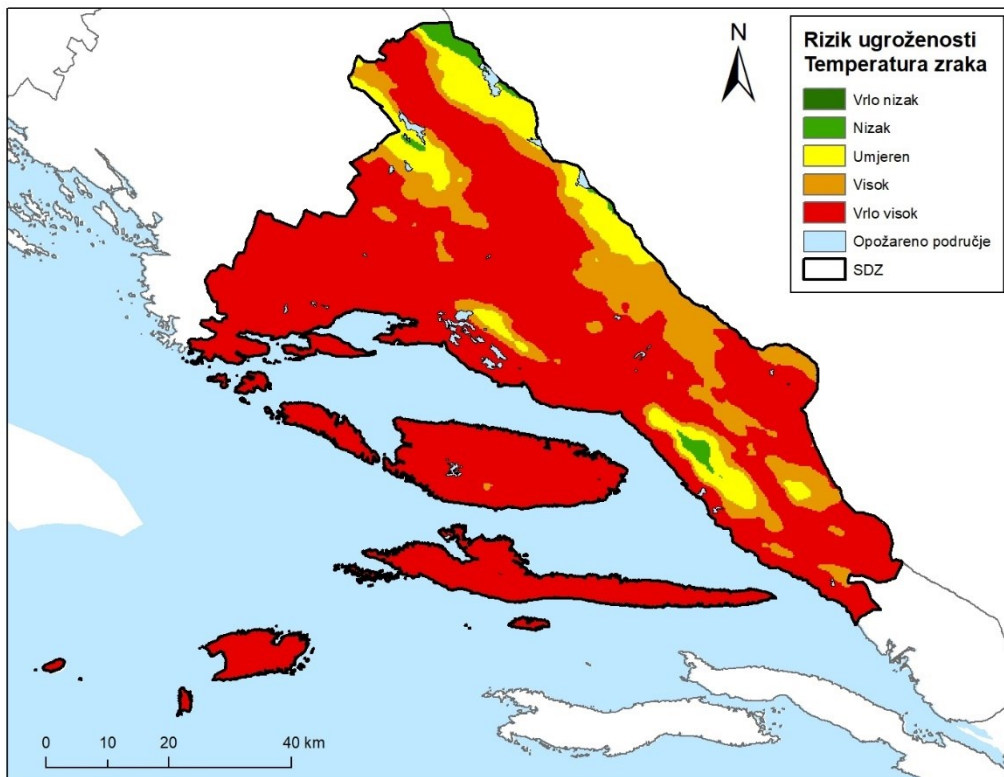 N
Rizik ugroženosti
Temperatura zraka
Vrlo nizak
Nizak
Umjeren
Visok
Vrlo visok
Opožareno područje
SDZ
0 10 20 40 km